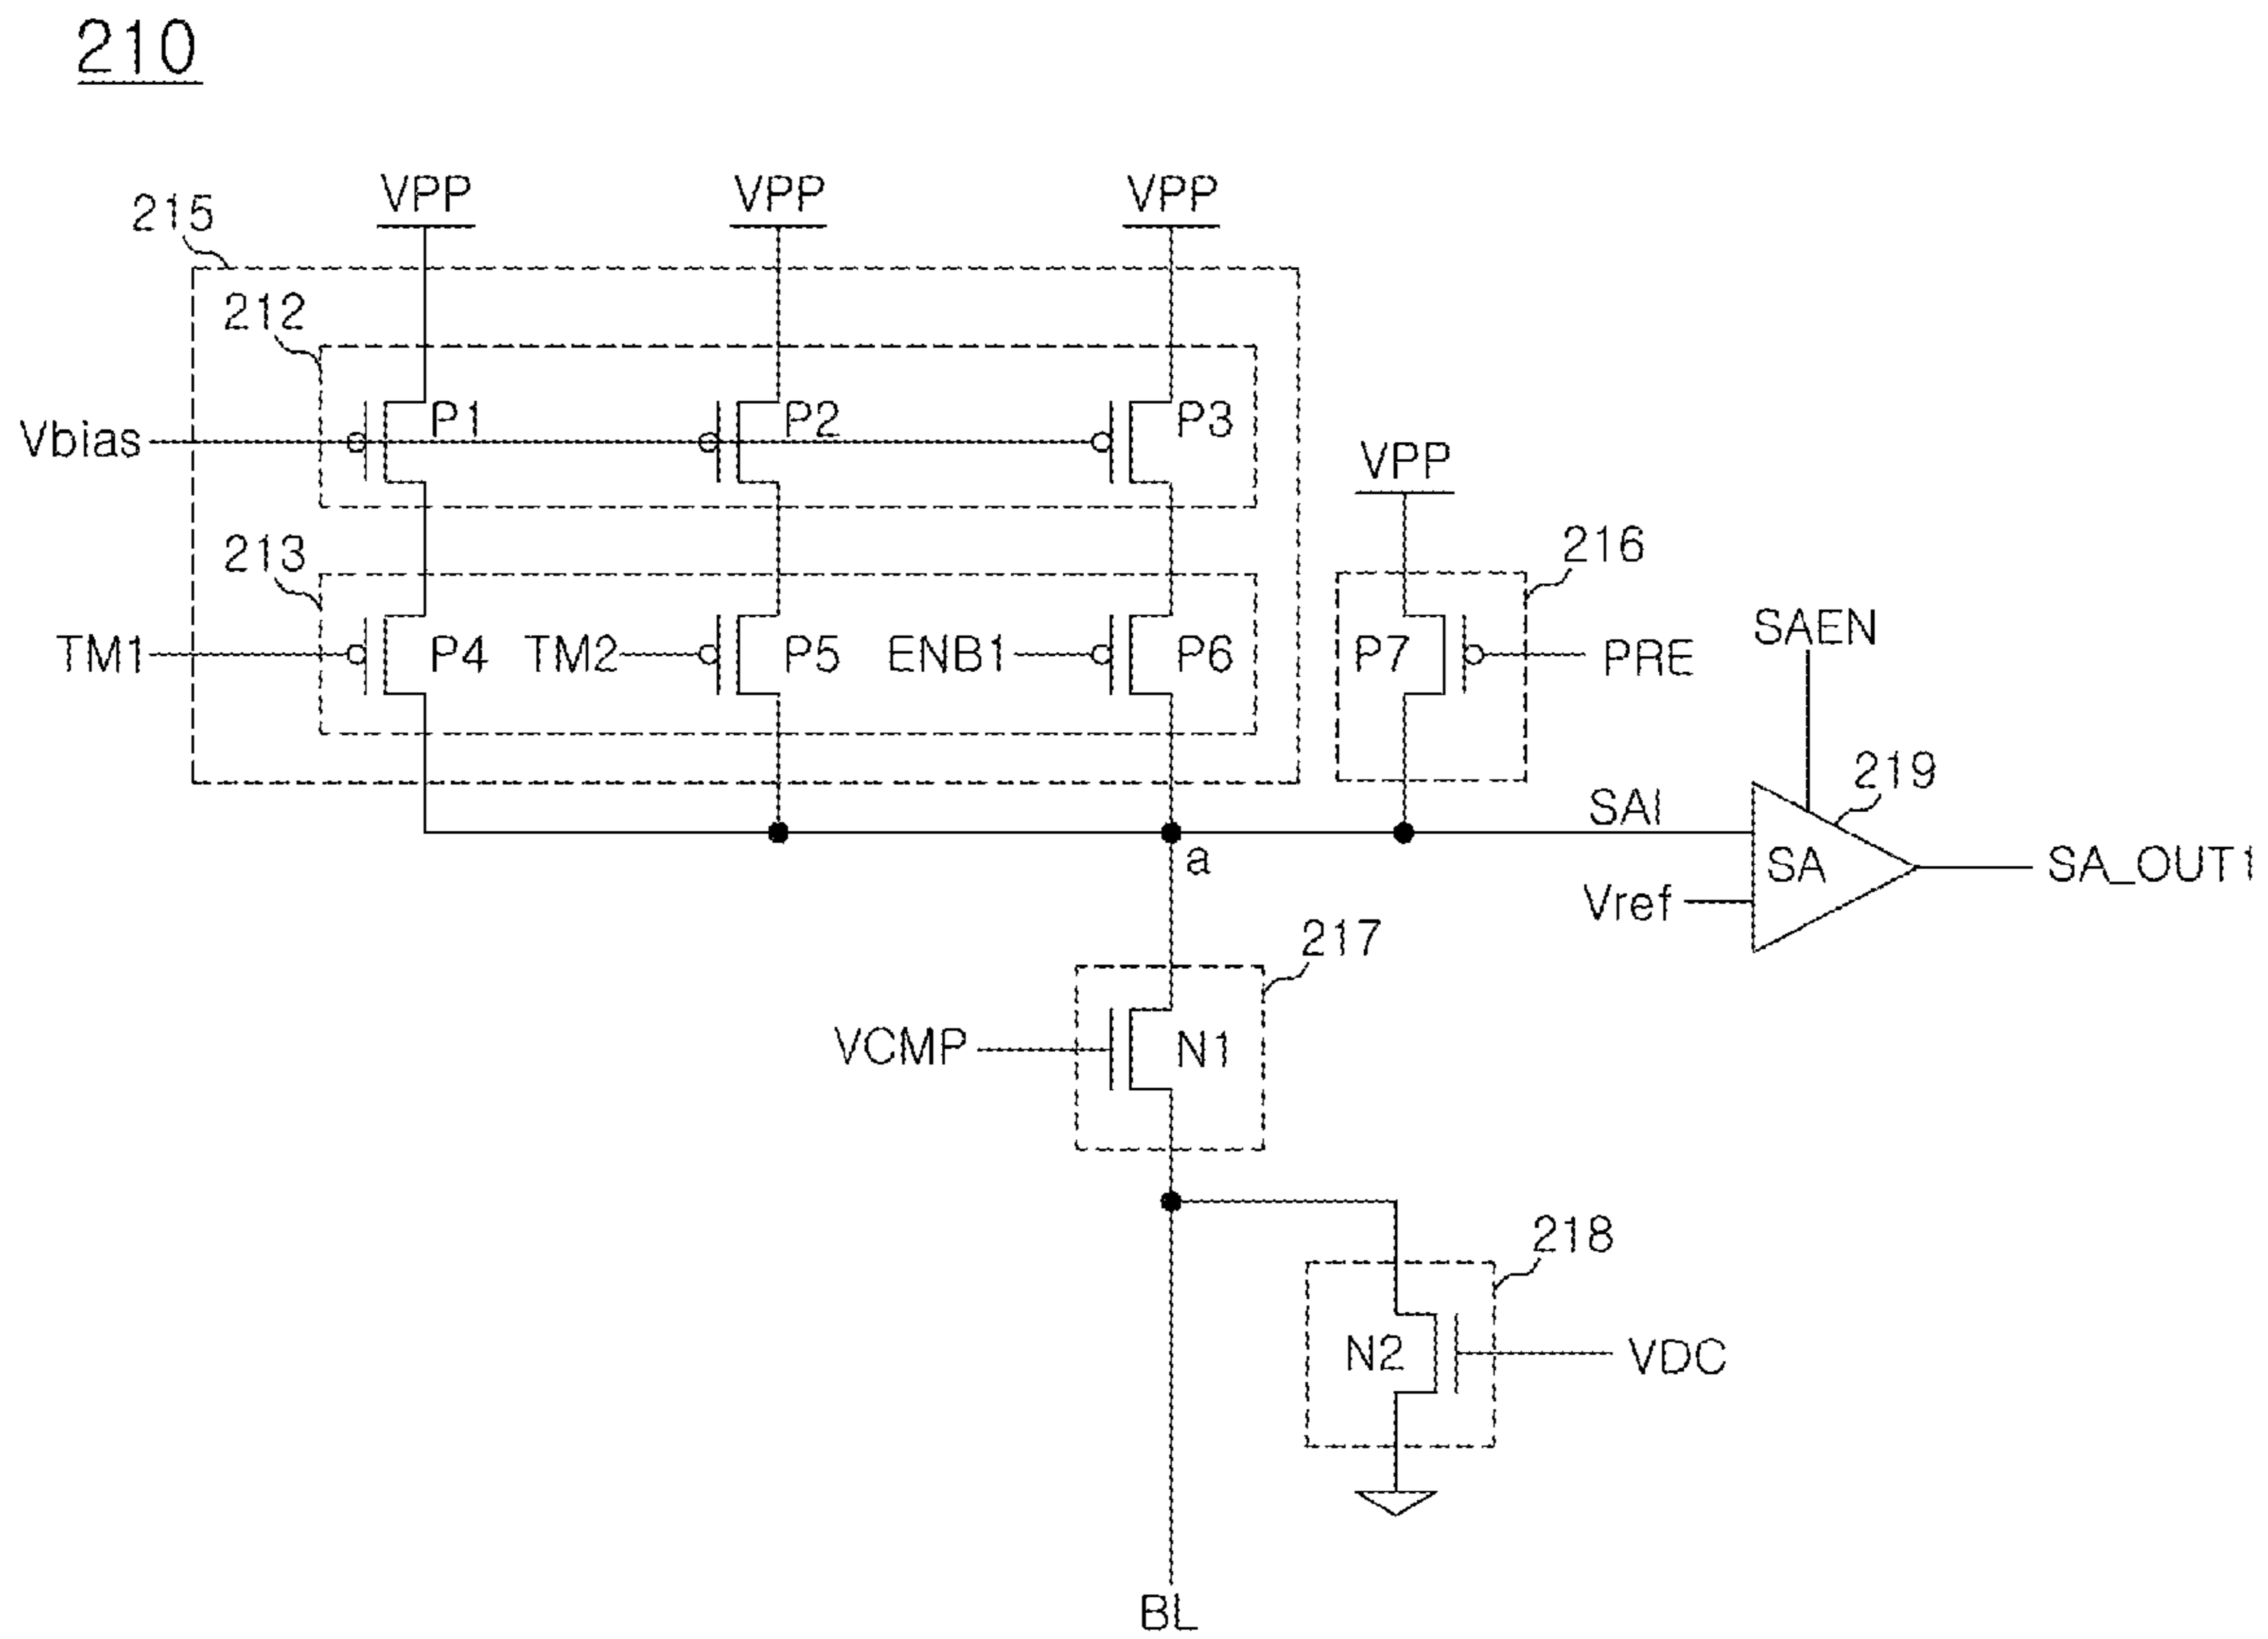 210
VPP VPP VPP
215
212
Vbias P1 P2 P3
VPP
213
216
TM1 P4 TM2 P5 ENB1 P6 P7 PRE
SAEN
219
SAI
a
SA
SA_OUT1
Vref
217
VCMP N1
218
N2 VDC
BL